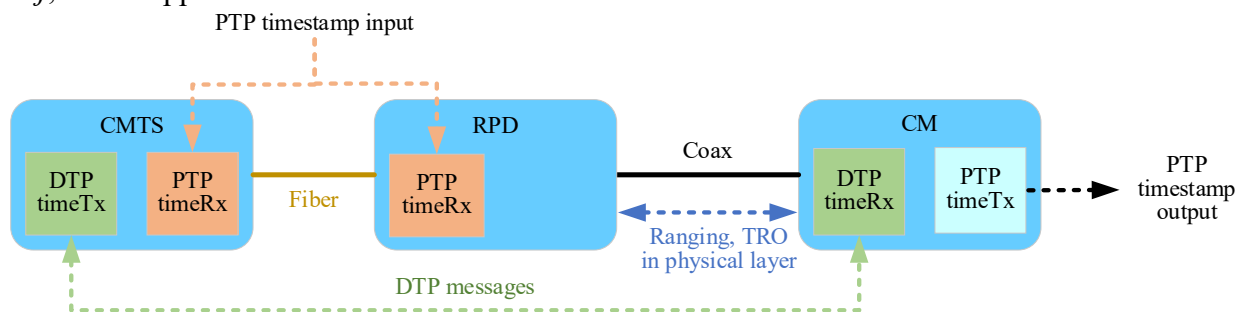 PTP timestamp input
CMTS
RPD
CM
DTP
timeTx
PTP
timeRx
Fiber
PTP
timeRx
Coax
Ranging, TRO
in physical layer
DTP
timeRx
PTP
timeTx
PTP
timestamp
output
DTP messages